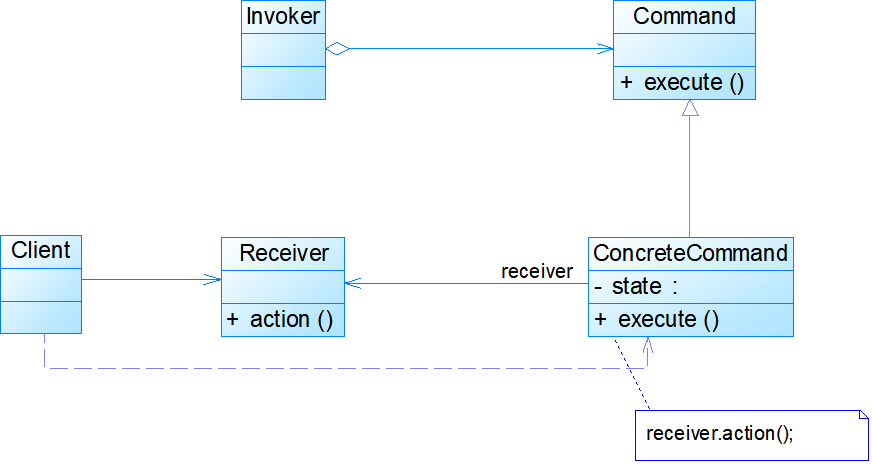 Invoker
Command
+ execute ()
Client
Receiver
+ action ()
receiver
ConcreteCommand
- state :
+ execute ()
receiver.action();